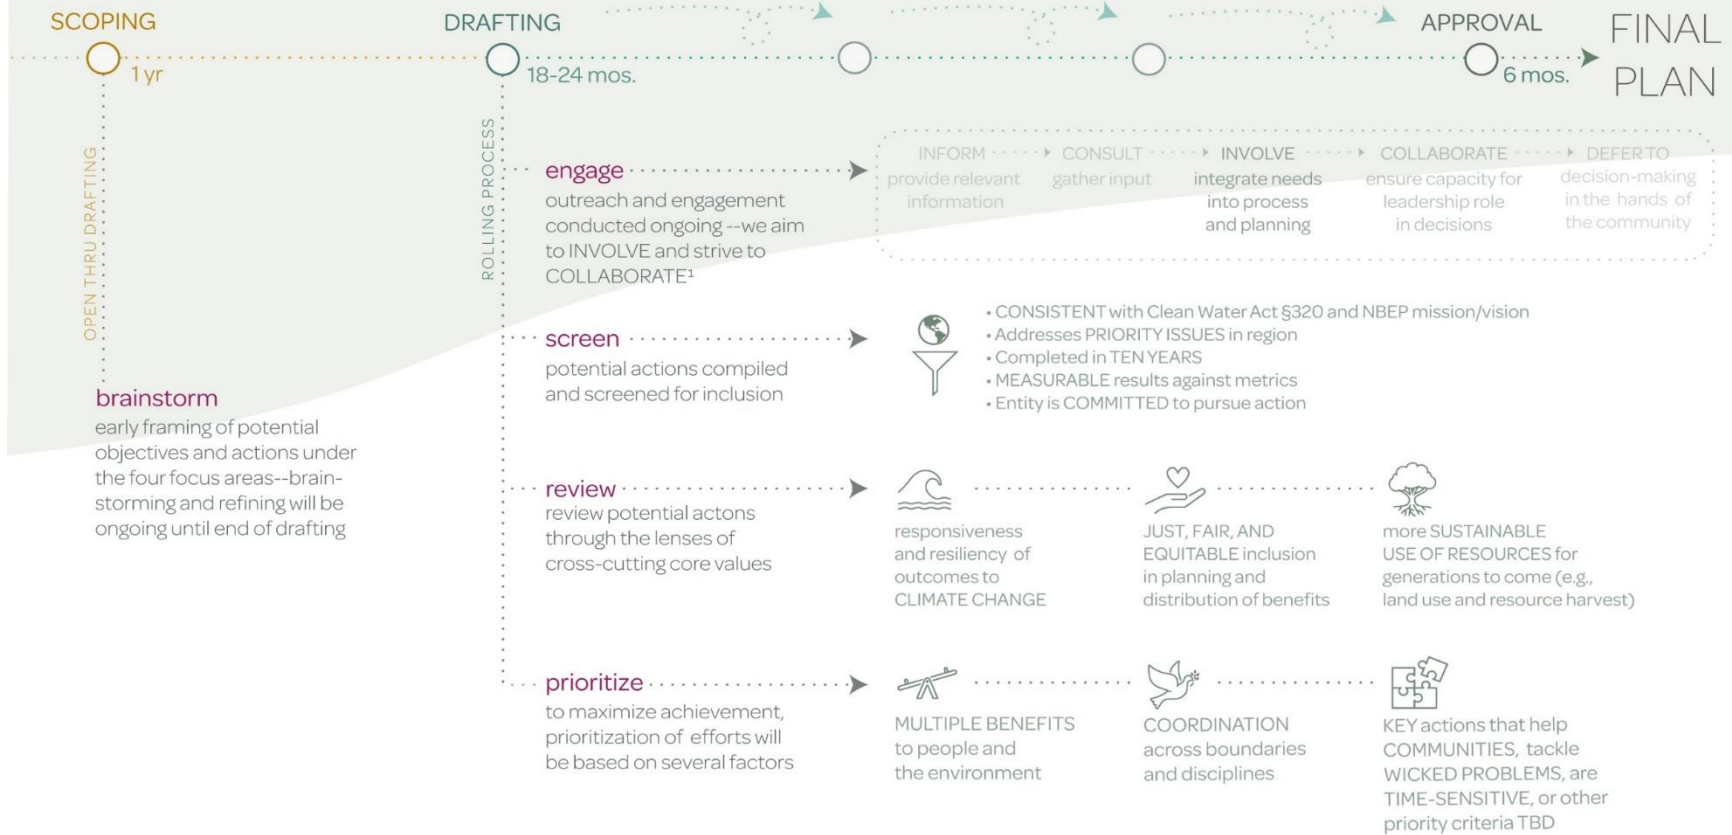 SCOPING
1 yr
OPEN THRU DRAFTING
brainstorm
early framing of potential
objectives and actions under
the four focus areas--brain-
storming and refining will be
ongoing until end of drafting
DRAFTING
18-24 mos.
ROLLING PROCESS
APPROVAL
6 mos.
FINAL
PLAN
engage
outreach and engagement
conducted ongoing --we aim
to INVOLVE and strive to
COLLABORATE¹
INFORM
provide relevant
information
CONSULT
gather input
INVOLVE
integrate needs
into process
and planning
COLLABORATE
ensure capacity for
leadership role
in decisions
DEFER TO
decision-making
in the hands of
the community
screen
potential actions compiled
and screened for inclusion
• CONSISTENT with Clean Water Act §320 and NBEP mission/vision
• Addresses PRIORITY ISSUES in region
• Completed in TEN YEARS
• MEASURABLE results against metrics
• Entity is COMMITTED to pursue action
review
review potential actons
through the lenses of
cross-cutting core values
responsiveness
and resiliency of
outcomes to
CLIMATE CHANGE
JUST, FAIR, AND
EQUITABLE inclusion
in planning and
distribution of benefits
more SUSTAINABLE
USE OF RESOURCES for
generations to come (e.g.,
land use and resource harvest)
prioritize
to maximize achievement,
prioritization of efforts will
be based on several factors
MULTIPLE BENEFITS
to people and
the environment
COORDINATION
across boundaries
and disciplines
KEY actions that help
COMMUNITIES, tackle
WICKED PROBLEMS, are
TIME-SENSITIVE, or other
priority criteria TBD